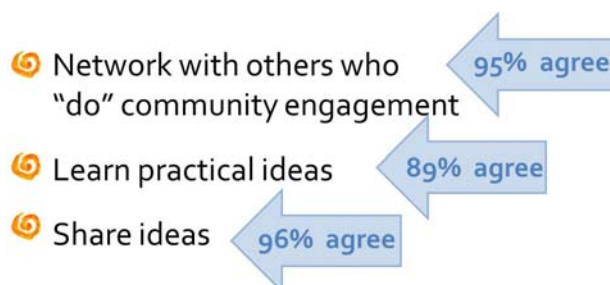 Network with others who 95% agree
"do" community engagement
Learn practical ideas 89% agree
Share ideas 96% agree